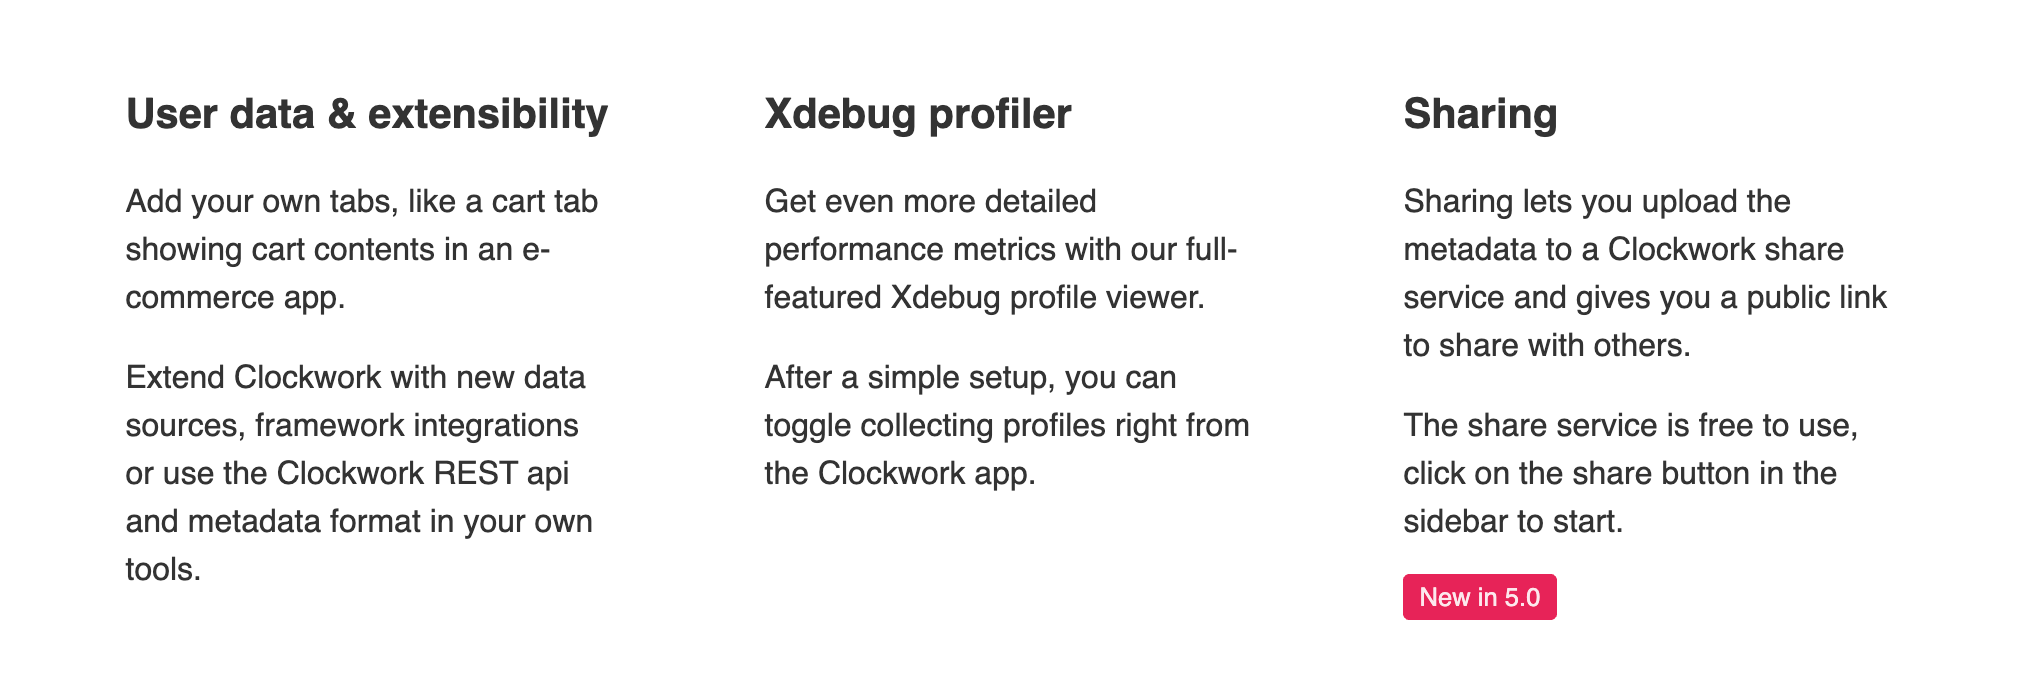 User data & extensibility
Add your own tabs, like a cart tab
showing cart contents in an e-
commerce app.
Extend Clockwork with new data
sources, framework integrations
or use the Clockwork REST api
and metadata format in your own
tools.
Xdebug profiler
Get even more detailed
performance metrics with our full-
featured Xdebug profile viewer.
After a simple setup, you can
toggle collecting profiles right from
the Clockwork app.
Sharing
Sharing lets you upload the
metadata to a Clockwork share
service and gives you a public link
to share with others.
The share service is free to use,
click on the share button in the
sidebar to start.
New in 5.0